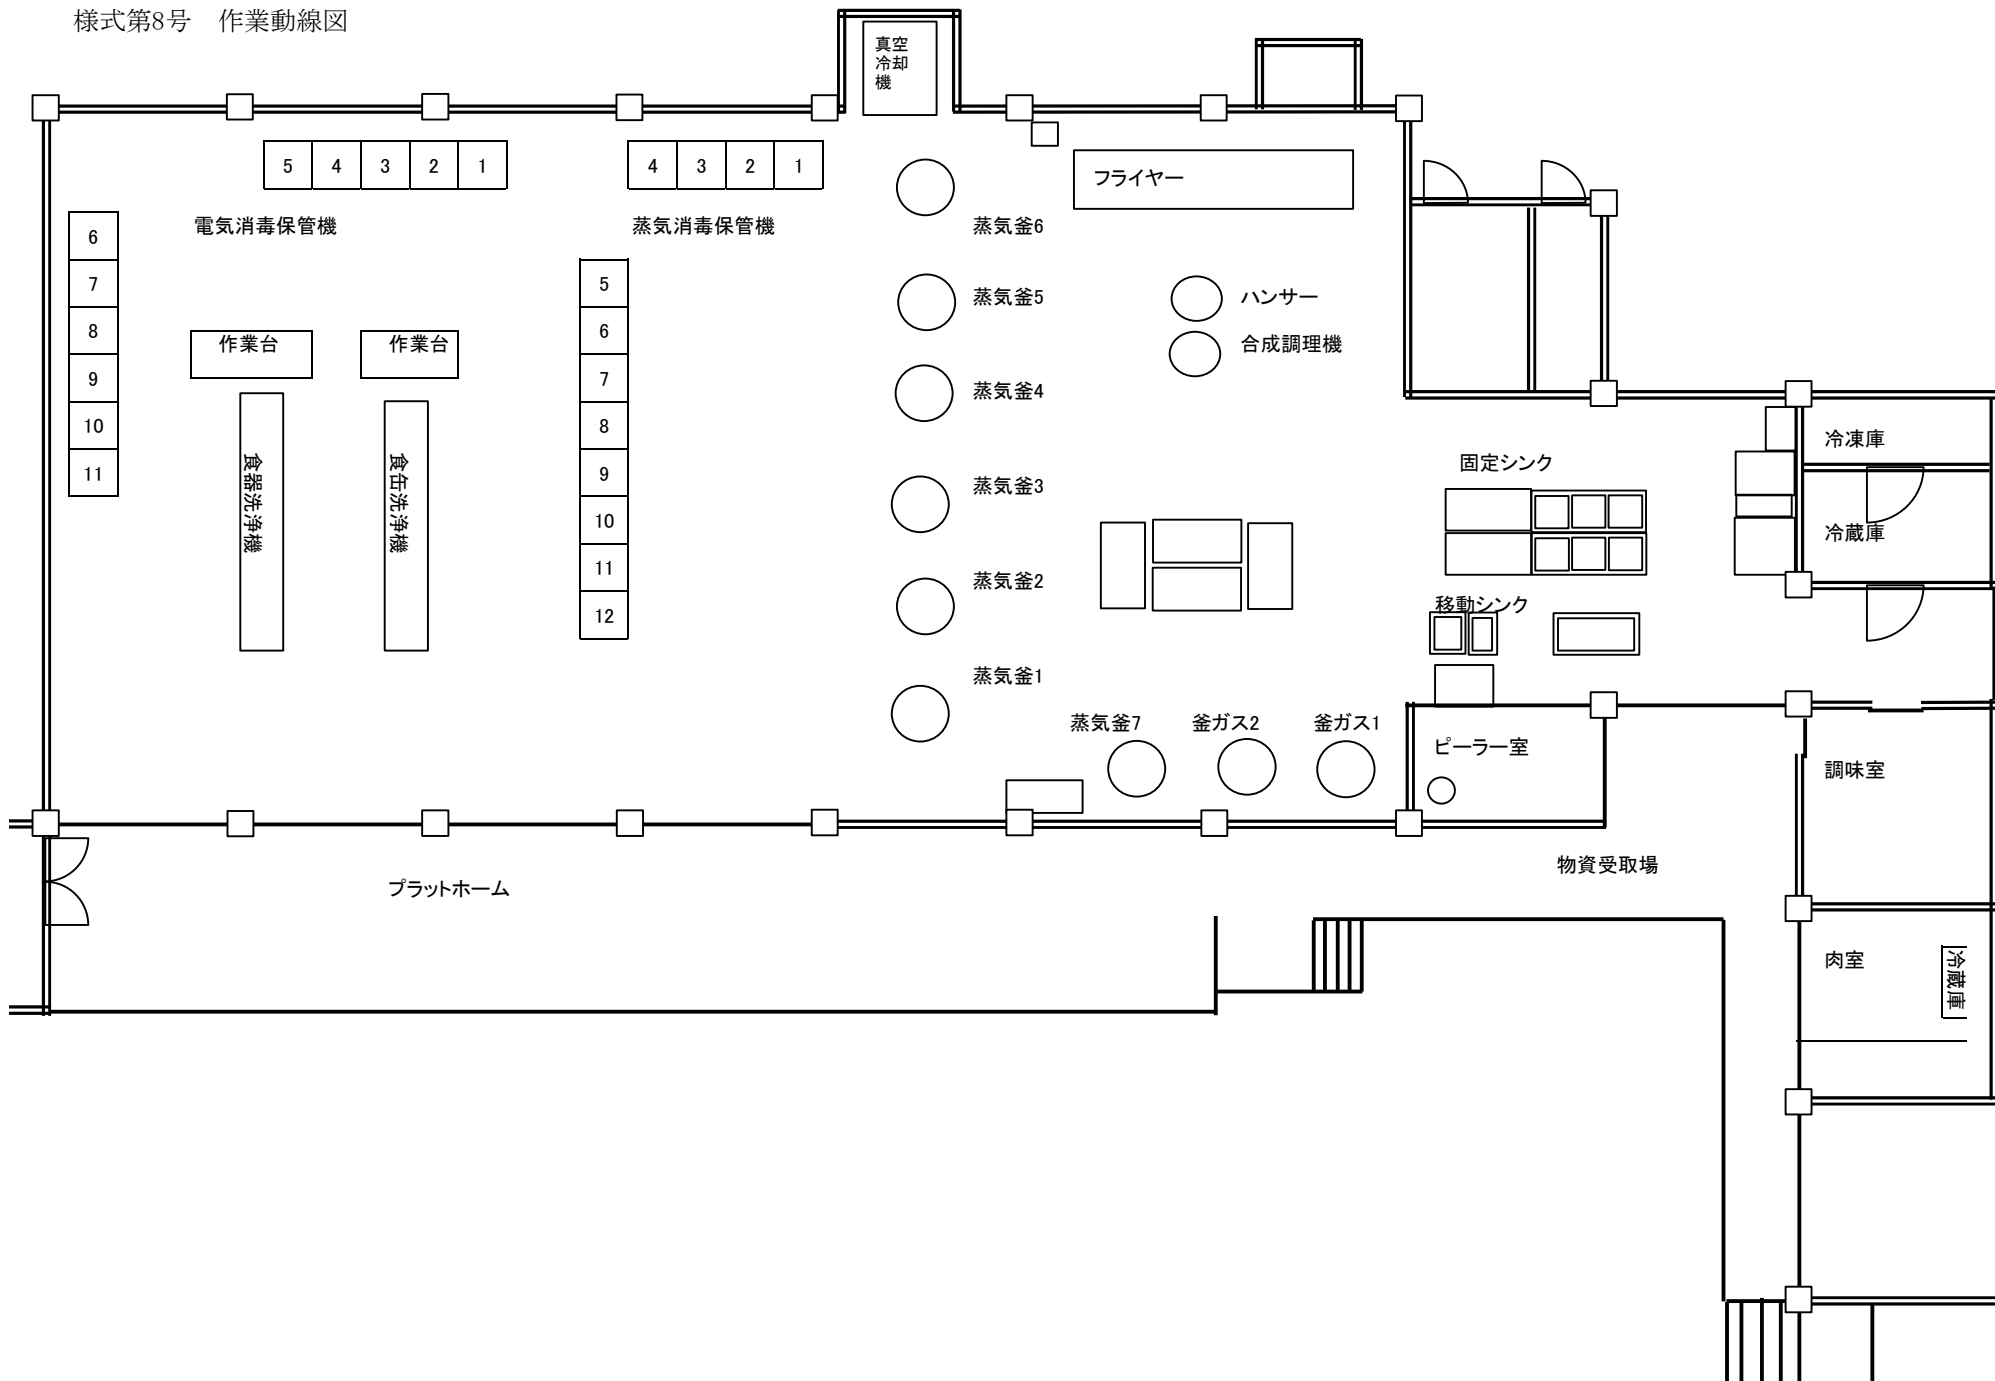 様式第8号　作業動線図
真空
冷却
機
5 4 3 2 1
4 3 2 1
フライヤー
電気消毒保管機
蒸気消毒保管機
蒸気釜6
6
7
8
9
10
11
5
6
7
8
9
10
11
12
蒸気釜5
ハンサー
作業台
作業台
合成調理機
蒸気釜4
食器洗浄機
食缶洗浄機
冷凍庫
固定シンク
蒸気釜3
冷蔵庫
蒸気釜2
移動シンク
蒸気釜1
蒸気釜7
釜ガス2
釜ガス1
ピーラー室
調味室
物資受取場
プラットホーム
肉室
冷蔵庫